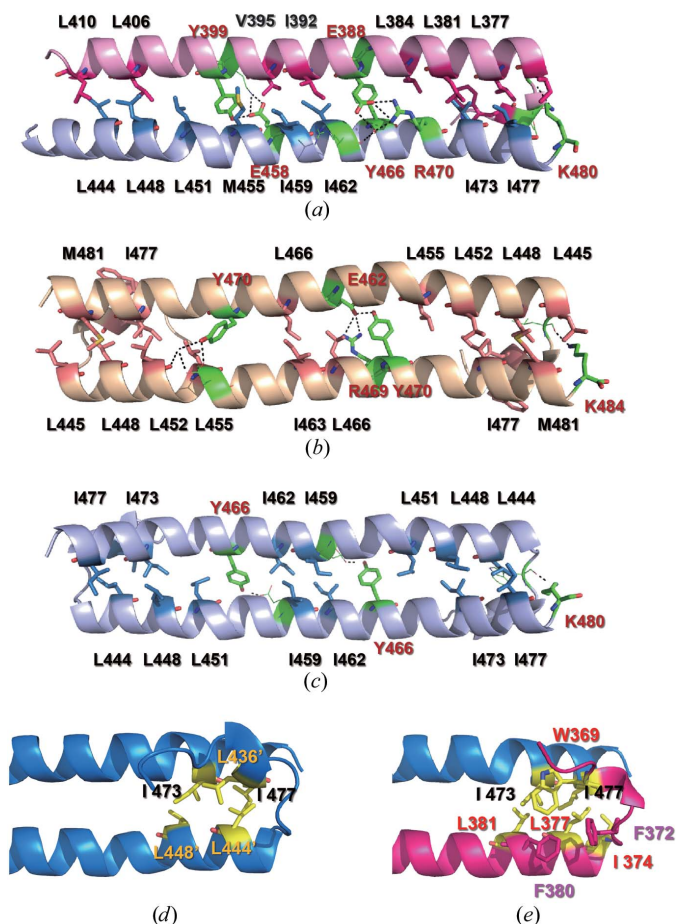 L410 L406 Y399 V395 I392 E388 L384 L381 L377
L444 L448 L451 M455 E458 I459 I462 Y466 R470 I473 I477 K480
(a)
M481 I477 Y470 L466 E462 L455 L452 L448 L445
L445 L448 L452 L455 I463 L466 R469 Y470 I477 M481 K484
(b)
I477 I473 Y466 I462 I459 L451 L448 L444
L444 L448 L451 I459 I462 Y466 I473 I477 K480
(c)
L436’
I 473 I 477
L448’ L444’
(d)
W369
I 473 I 477
L381 L377 F372
I 374
F380
(e)